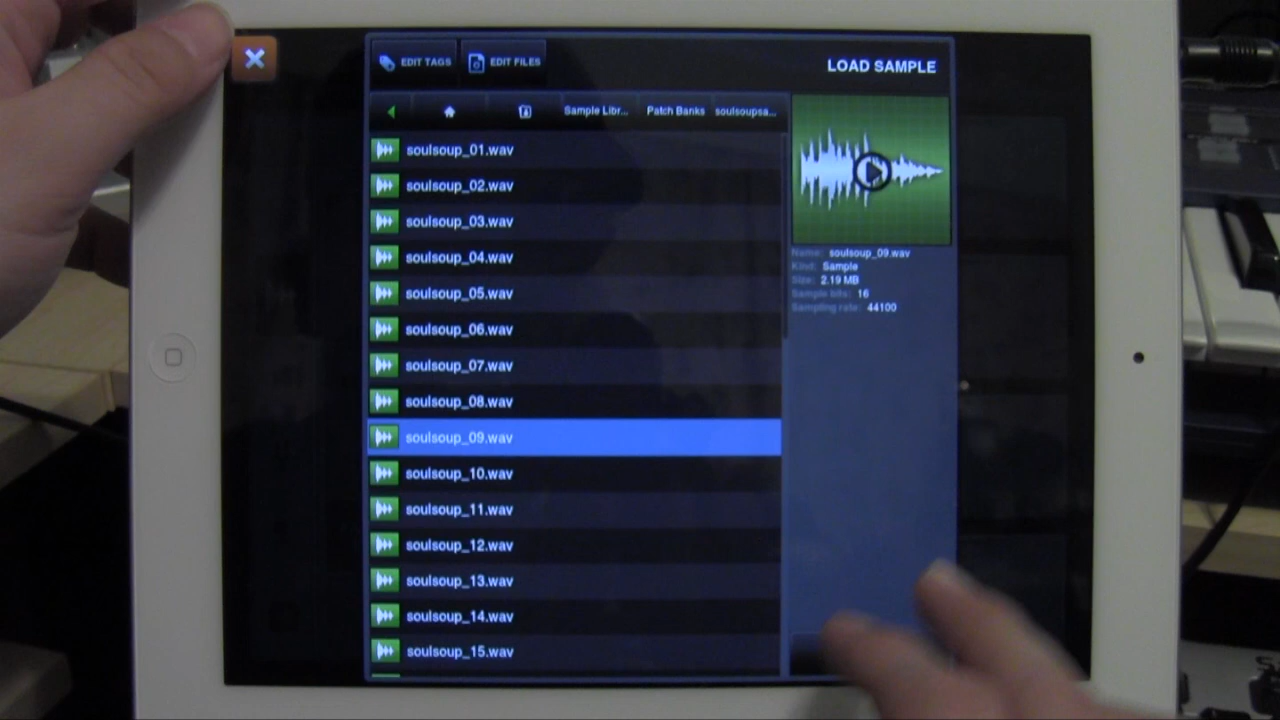 EDIT TAGS EDIT FILES LOAD SAMPLE
Sample Libr... Patch Banks soulsoupsa...
soulsoup_01.wav
soulsoup_02.wav
soulsoup_03.wav
soulsoup_04.wav
soulsoup_05.wav
soulsoup_06.wav
soulsoup_07.wav
soulsoup_08.wav
soulsoup_09.wav
soulsoup_10.wav
soulsoup_11.wav
soulsoup_12.wav
soulsoup_13.wav
soulsoup_14.wav
soulsoup_15.wav
Name: soulsoup_09.wav
Kind: Sample
Size: 2.19 MB
Sample bits: 16
Sampling rate: 44100